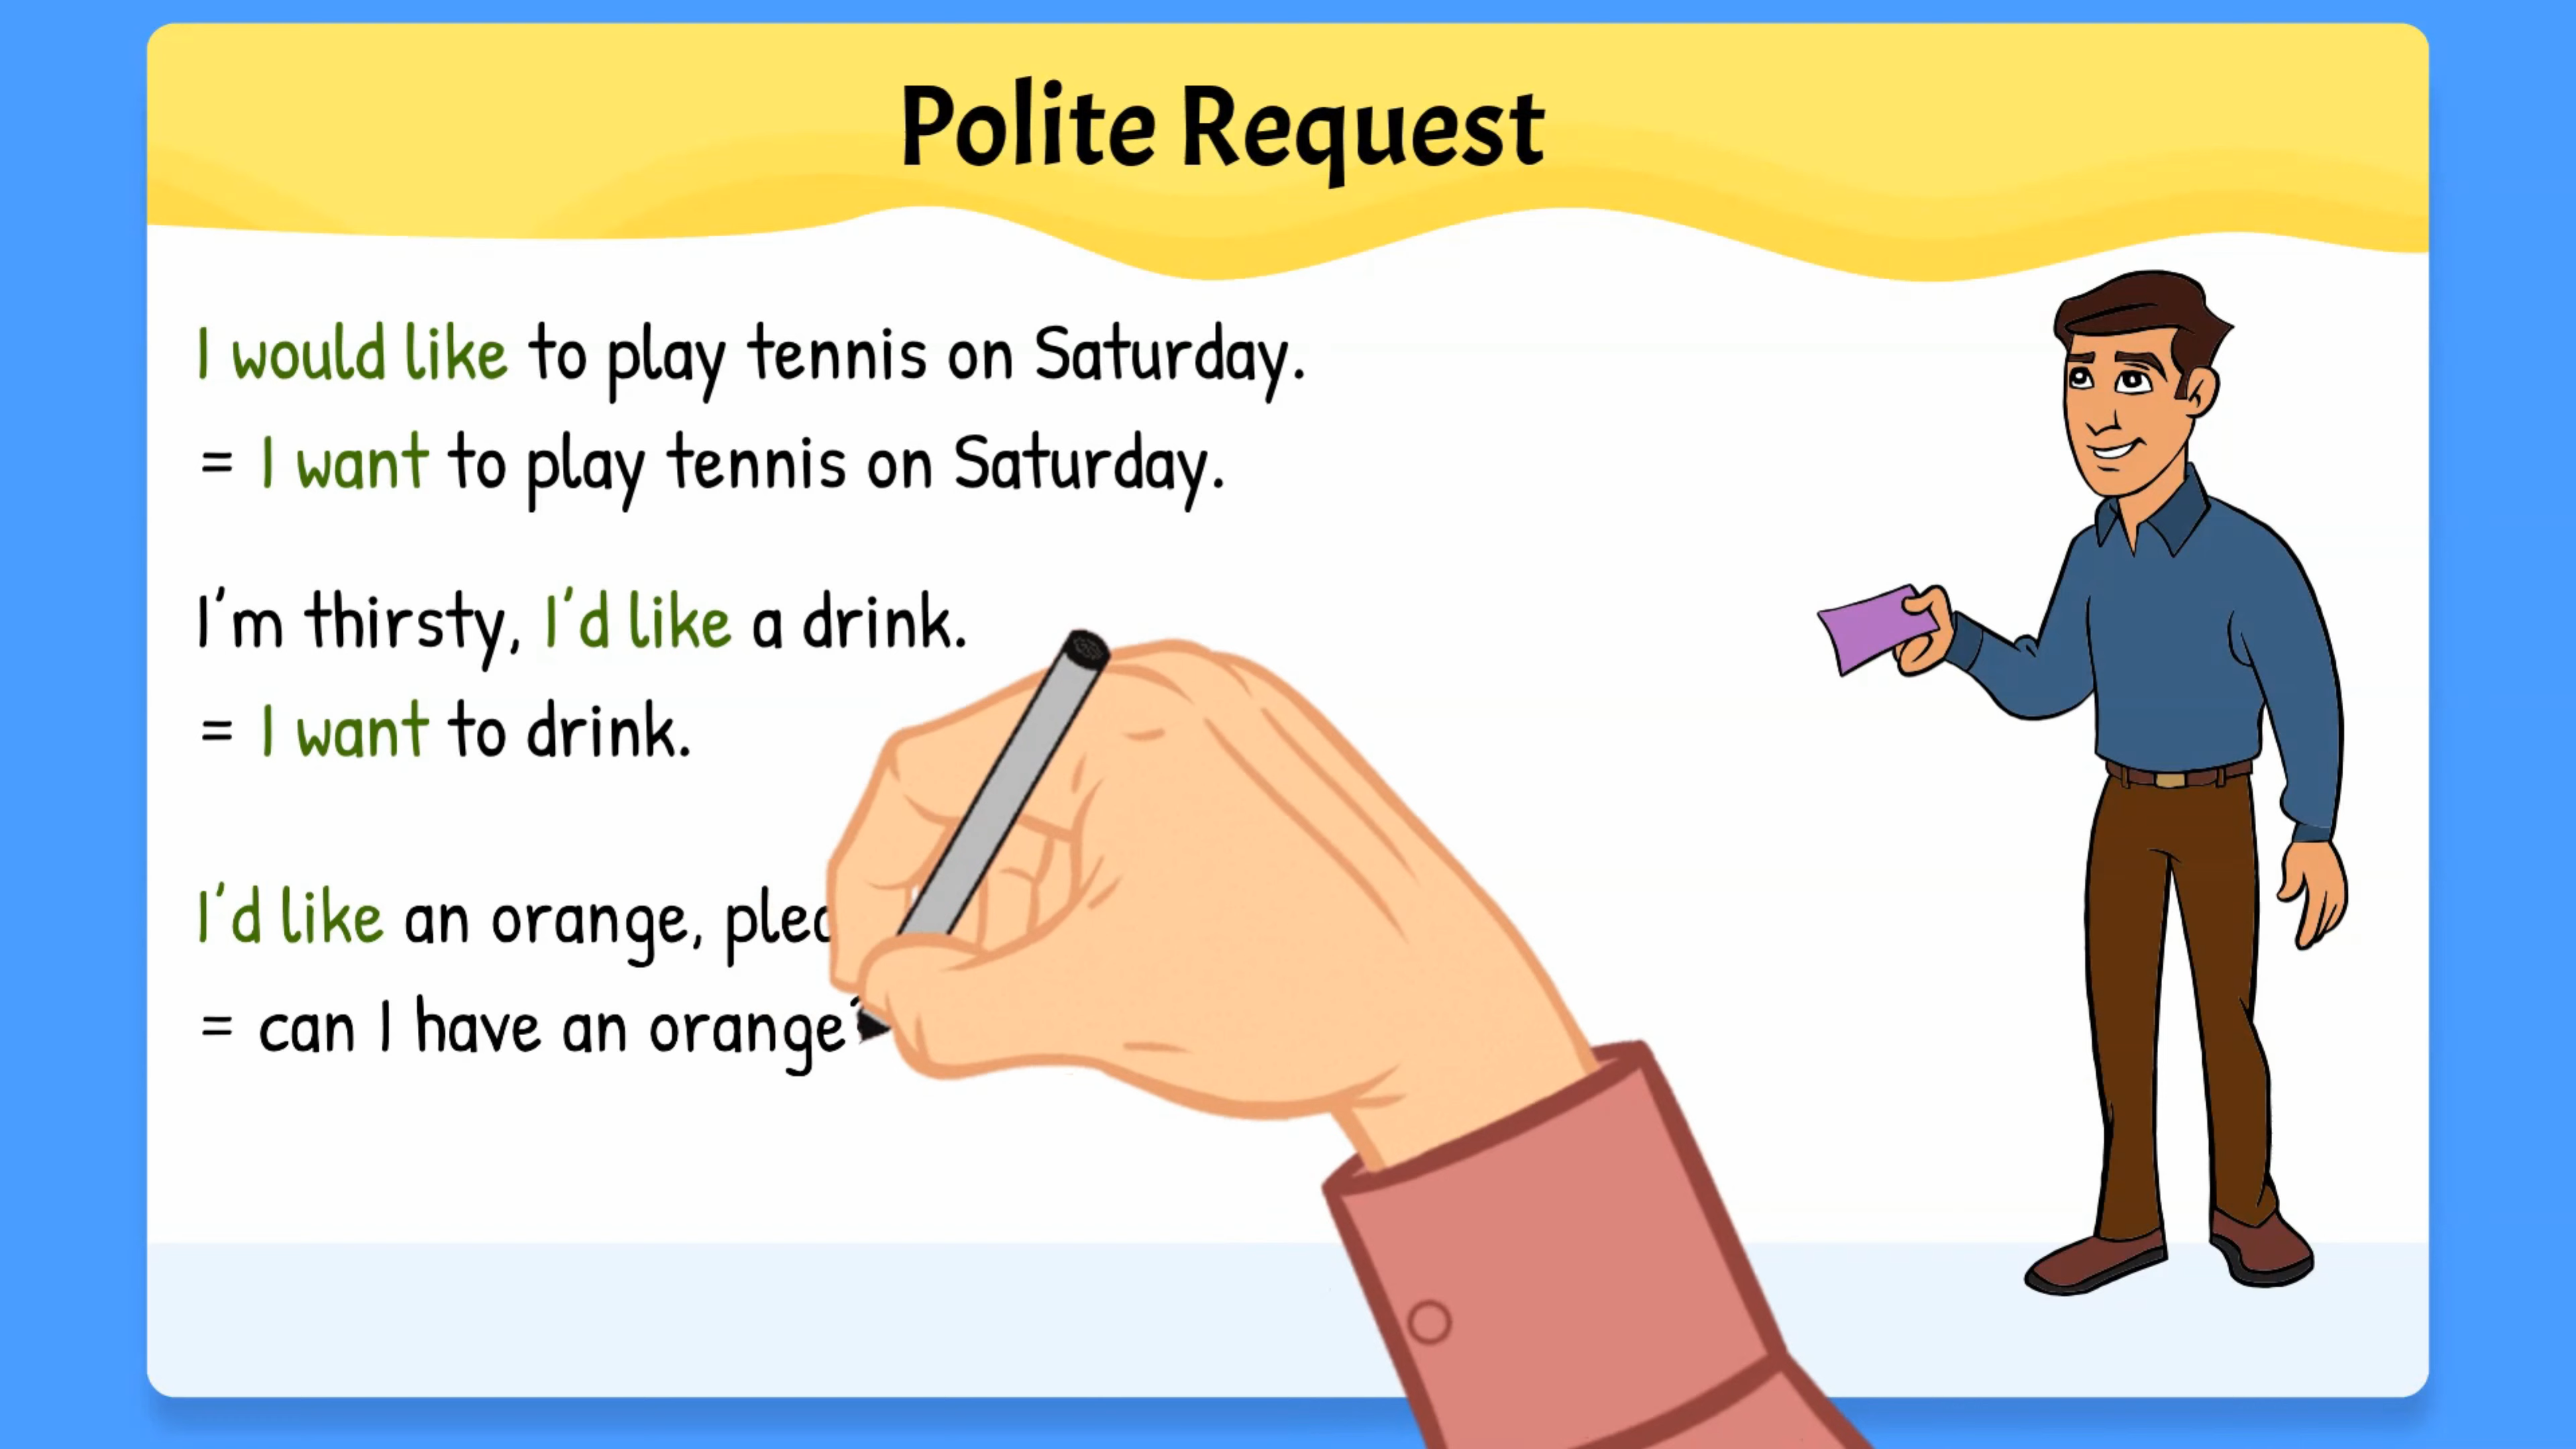 Polite Request
I would like to play tennis on Saturday.
= I want to play tennis on Saturday.
I'm thirsty, I'd like a drink.
= I want to drink.
I'd like an orange,
= can I have an orange